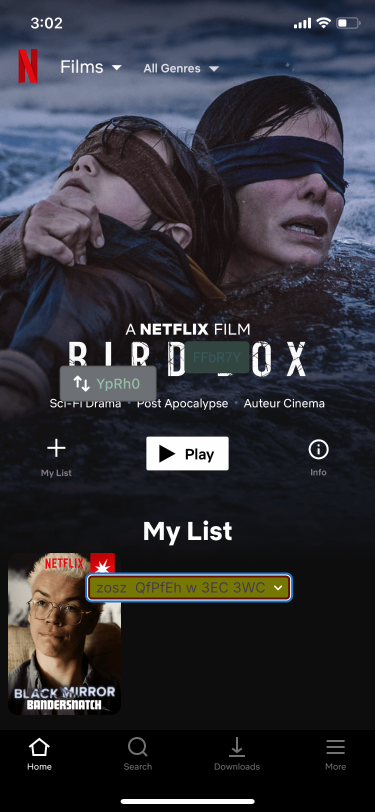 3:02
N
Films
All Genres
A NETFLIX FILM
BIRD BOX
FFbR7Y
YpRh0
Sci-Fi Drama Post Apocalypse Auteur Cinema
My List
Play
Info
My List
NETFLIX
zosz QfPfEh w 3EC 3WC
BLACK MIRROR
BANDERSNATCH
Home
Search
Downloads
More